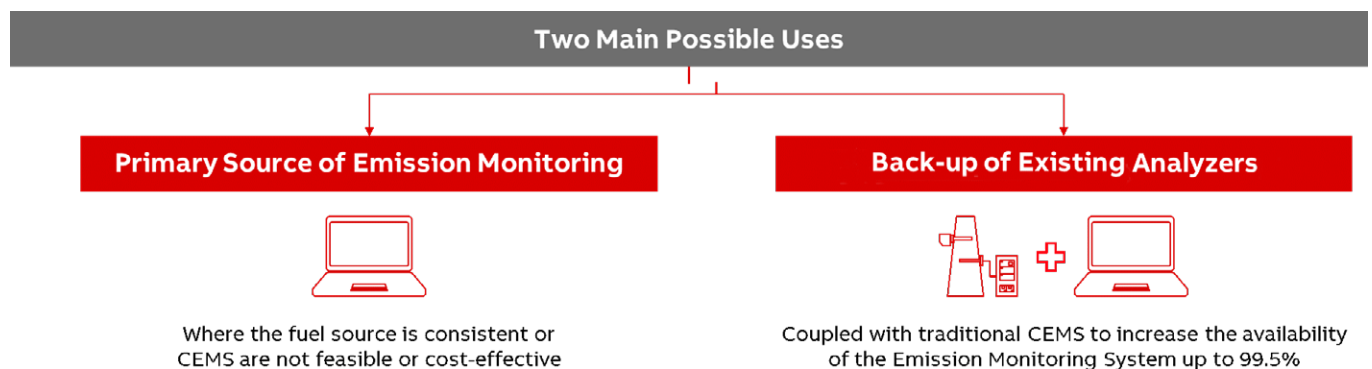 Two Main Possible Uses
Primary Source of Emission Monitoring
Back-up of Existing Analyzers
Where the fuel source is consistent or
CEMS are not feasible or cost-effective
Coupled with traditional CEMS to increase the availability
of the Emission Monitoring System up to 99.5%